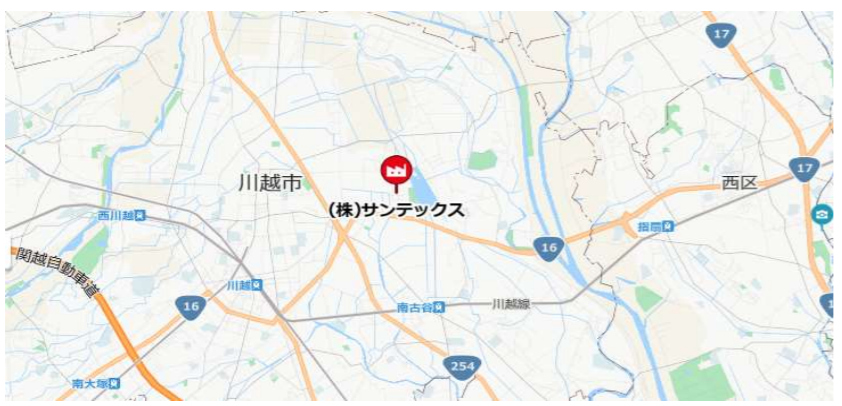 17
17
川越市
西区
(株)サンテックス
西川越
指扇
16
関越自動車道
川越
16
南古谷
川越線
254
南大塚